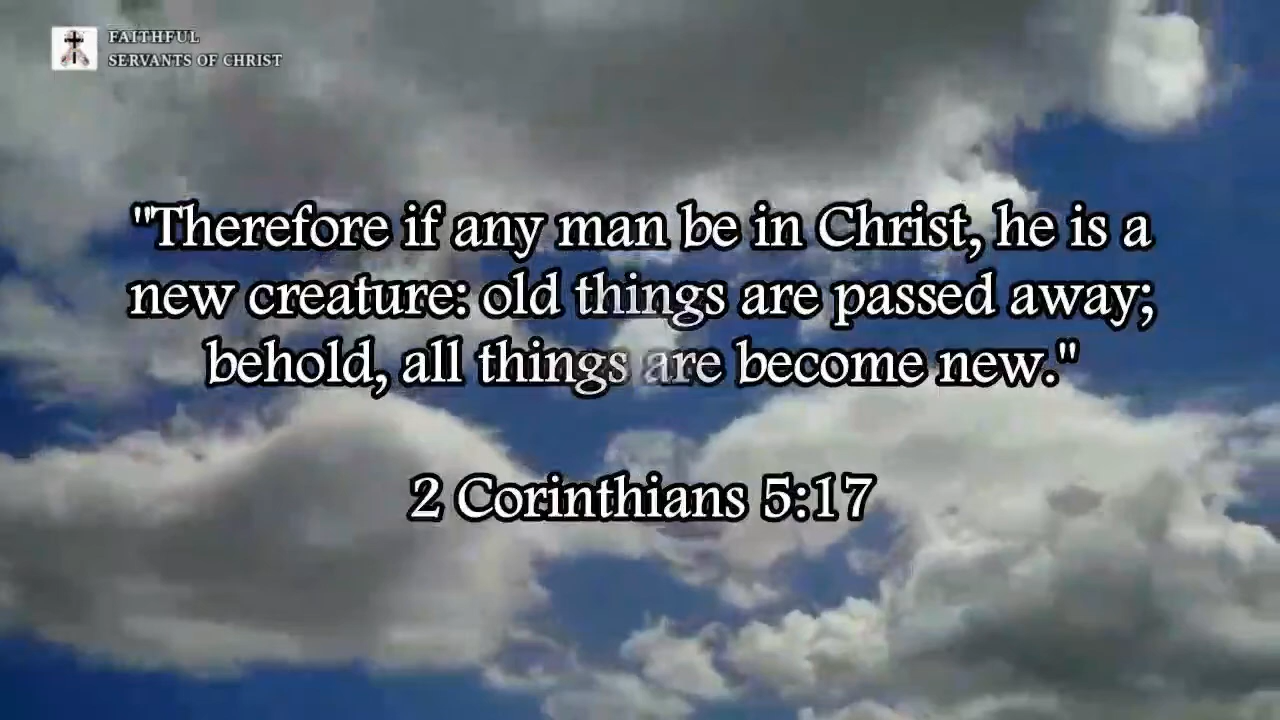 FAITHFUL
SERVANTS OF CHRIST
"Therefore if any man be in Christ, he is a
new creature: old things are passed away;
behold, all things are become new."
2 Corinthians 5:17